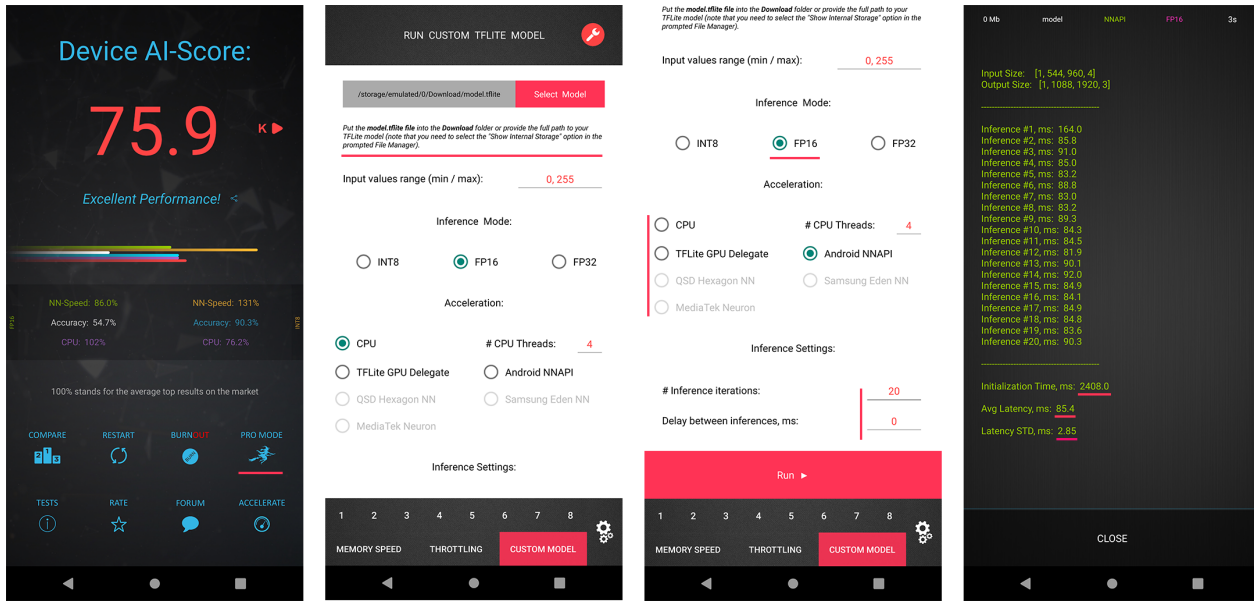 Device AI-Score:
75.9
K
Excellent Performance!
NN-Speed: 86.0%
NN-Speed: 131%
FP16
Accuracy: 54.7%
Accuracy: 90.3%
INT8
CPU: 102%
CPU: 76.2%
100% stands for the average top results on the market
COMPARE
RESTART
BURNOUT
PRO MODE
TESTS
RATE
FORUM
ACCELERATE
RUN CUSTOM TFLITE MODEL
/storage/emulated/0/Download/model.tflite
Select Model
Put the model.tflite file into the Download folder or provide the full path to your
TFLite model (note that you need to select the "Show Internal Storage" option in the
prompted File Manager).
Input values range (min / max): 0, 255
Inference Mode:
INT8 FP16 FP32
Acceleration:
CPU # CPU Threads: 4
TFLite GPU Delegate Android NNAPI
QSD Hexagon NN Samsung Eden NN
MediaTek Neuron
Inference Settings:
1 2 3 4 5 6 7 8
MEMORY SPEED THROTTLING CUSTOM MODEL
Put the model.tflite file into the Download folder or provide the full path to your
TFLite model (note that you need to select the "Show Internal Storage" option in the
prompted File Manager).
Input values range (min / max): 0, 255
Inference Mode:
INT8 FP16 FP32
Acceleration:
CPU # CPU Threads: 4
TFLite GPU Delegate Android NNAPI
QSD Hexagon NN Samsung Eden NN
MediaTek Neuron
Inference Settings:
# Inference iterations: 20
Delay between inferences, ms: 0
Run
1 2 3 4 5 6 7 8
MEMORY SPEED THROTTLING CUSTOM MODEL
0 Mb model NNAPI FP16 3s
Input Size: [1, 544, 960, 4]
Output Size: [1, 1088, 1920, 3]
Inference #1, ms: 164.0
Inference #2, ms: 85.8
Inference #3, ms: 91.0
Inference #4, ms: 85.0
Inference #5, ms: 83.2
Inference #6, ms: 88.8
Inference #7, ms: 83.0
Inference #8, ms: 83.2
Inference #9, ms: 89.3
Inference #10, ms: 84.3
Inference #11, ms: 84.5
Inference #12, ms: 81.9
Inference #13, ms: 90.1
Inference #14, ms: 92.0
Inference #15, ms: 84.9
Inference #16, ms: 84.1
Inference #17, ms: 84.9
Inference #18, ms: 84.8
Inference #19, ms: 83.6
Inference #20, ms: 90.3
Initialization Time, ms: 2408.0
Avg Latency, ms: 85.4
Latency STD, ms: 2.85
CLOSE